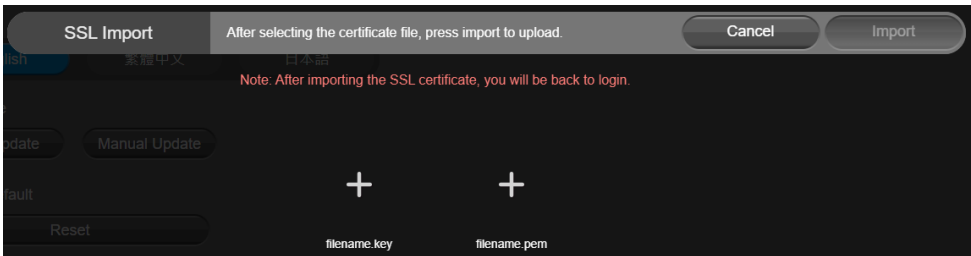 SSL Import
After selecting the certificate file, press import to upload.
Cancel
Import
lish
繁體中文
日本語
Note: After importing the SSL certificate, you will be back to login.
e
pdate
Manual Update
fault
Reset
filename.key
filename.pem